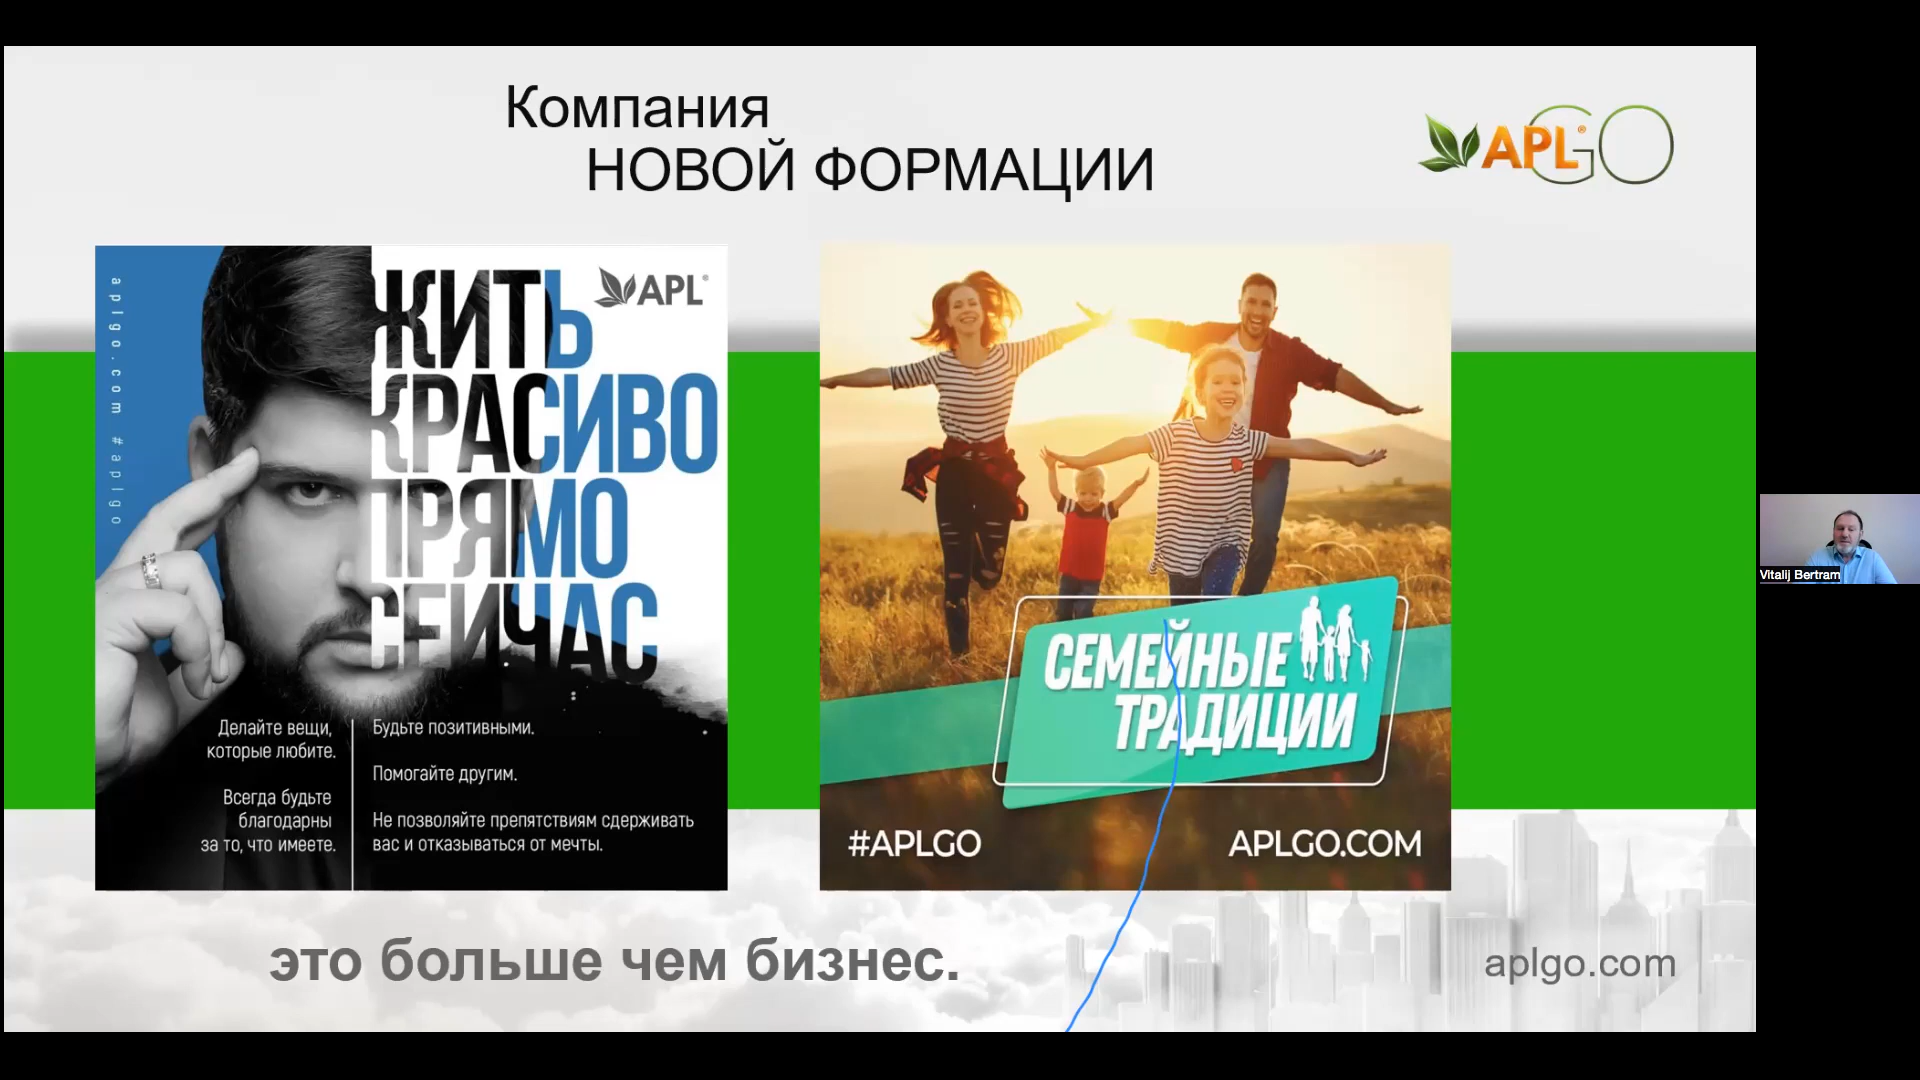 Компания
НОВОЙ ФОРМАЦИИ
APL®GO
aplgo.com #aplgo
APL®
ЖИТЬ
КРАСИВО
ПРЯМО
СЕЙЧАС
Делайте вещи,
которые любите.
Всегда будьте
благодарны
за то, что имеете.
Будьте позитивными.
Помогайте другим.
Не позволяйте препятствиям сдерживать
вас и отказываться от мечты.
СЕМЕЙНЫЕ
ТРАДИЦИИ
#APLGO
APLGO.COM
это больше чем бизнес.
aplgo.com
Vitalij Bertram